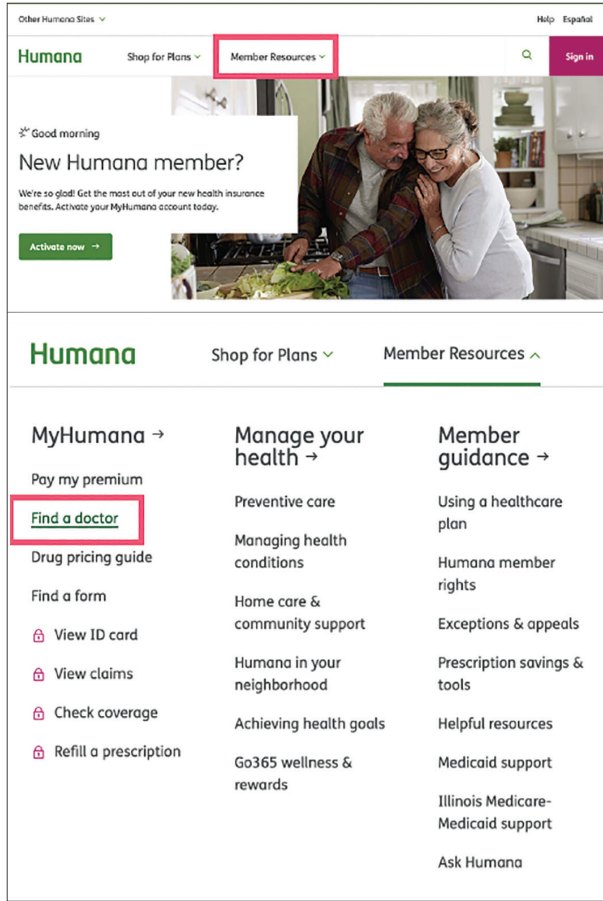 Other Humana Sites
Help Español
Humana Shop for Plans Member Resources Sign in
Good morning
New Humana member?
We're so glad! Get the most out of your new health insurance
benefits. Activate your MyHumana account today.
Activate now →
Humana Shop for Plans Member Resources
MyHumana →
Pay my premium
Find a doctor
Drug pricing guide
Find a form
View ID card
View claims
Check coverage
Refill a prescription
Manage your
health →
Preventive care
Managing health
conditions
Home care &
community support
Humana in your
neighborhood
Achieving health goals
Go365 wellness &
rewards
Member
guidance →
Using a healthcare
plan
Humana member
rights
Exceptions & appeals
Prescription savings &
tools
Helpful resources
Medicaid support
Illinois Medicare-
Medicaid support
Ask Humana